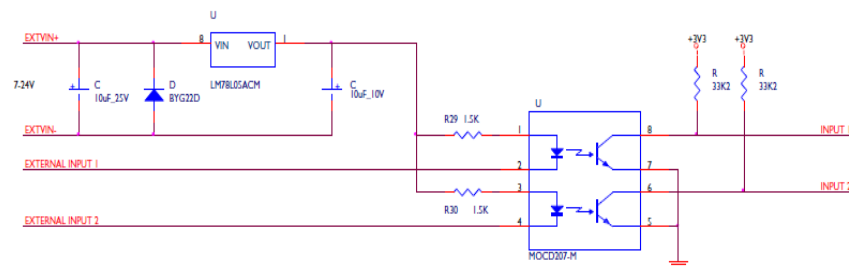 U
EXTVIN+
8 VIN VOUT 1
+3V3 +3V3
7-24V
C
10uF_25V
D
BYG22D
LM78L05ACM
C
10uF_10V
R
33K2
R
33K2
U
EXTVIN-
R29 1.5K
1
8
INPUT 1
EXTERNAL INPUT 1
2
7
3
6
INPUT 2
R30 1.5K
EXTERNAL INPUT 2
4
5
MOCD207-M